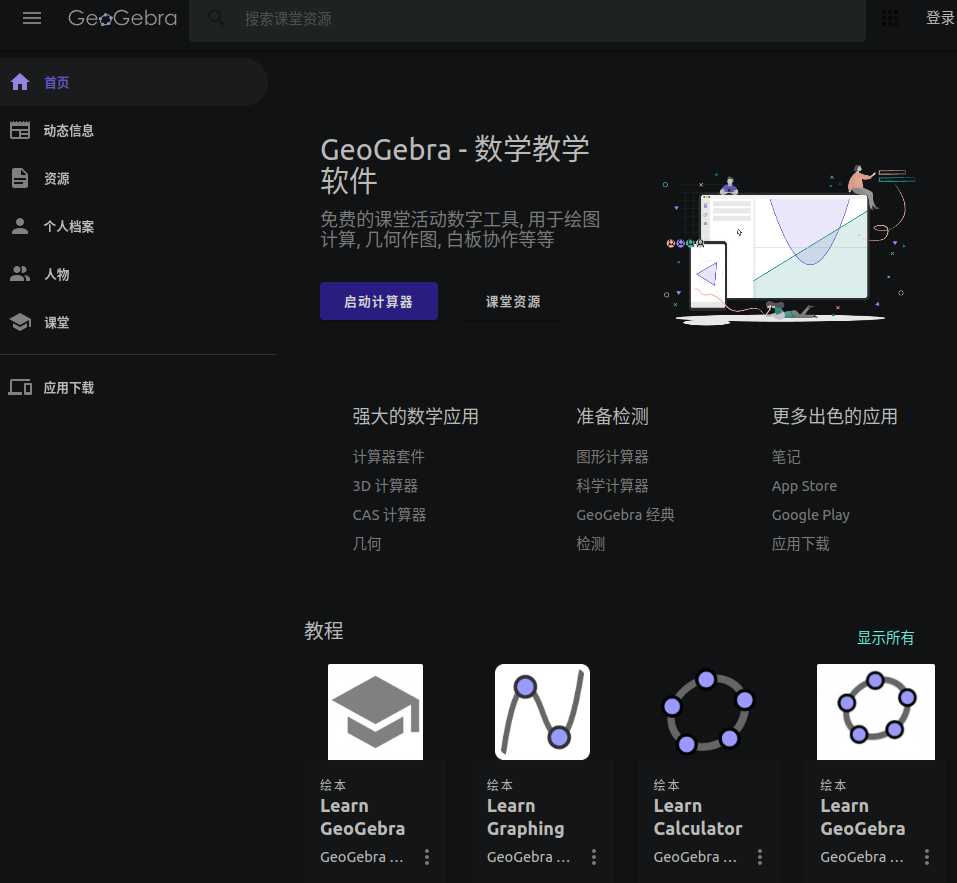 GeoGebra
搜索课堂资源
登录
首页
动态信息
资源
个人档案
人物
课堂
应用下载
GeoGebra - 数学教学
软件
免费的课堂活动数字工具, 用于绘图
计算, 几何作图, 白板协作等等
启动计算器
课堂资源
强大的数学应用
计算器套件
3D 计算器
CAS 计算器
几何
准备检测
图形计算器
科学计算器
GeoGebra 经典
检测
更多出色的应用
笔记
App Store
Google Play
应用下载
教程
显示所有
绘本
Learn
GeoGebra
GeoGebra ...
绘本
Learn
Graphing
GeoGebra ...
绘本
Learn
Calculator
GeoGebra ...
绘本
Learn
GeoGebra
GeoGebra ...